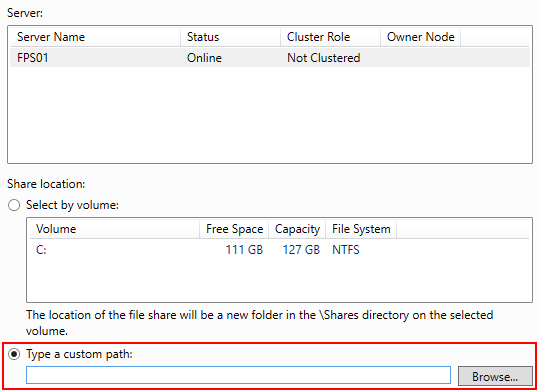 Server:
Server Name Status Cluster Role Owner Node
FPS01 Online Not Clustered
Share location:
Select by volume:
Volume Free Space Capacity File System
C: 111 GB 127 GB NTFS
The location of the file share will be a new folder in the \Shares directory on the selected
volume.
Type a custom path:
Browse...